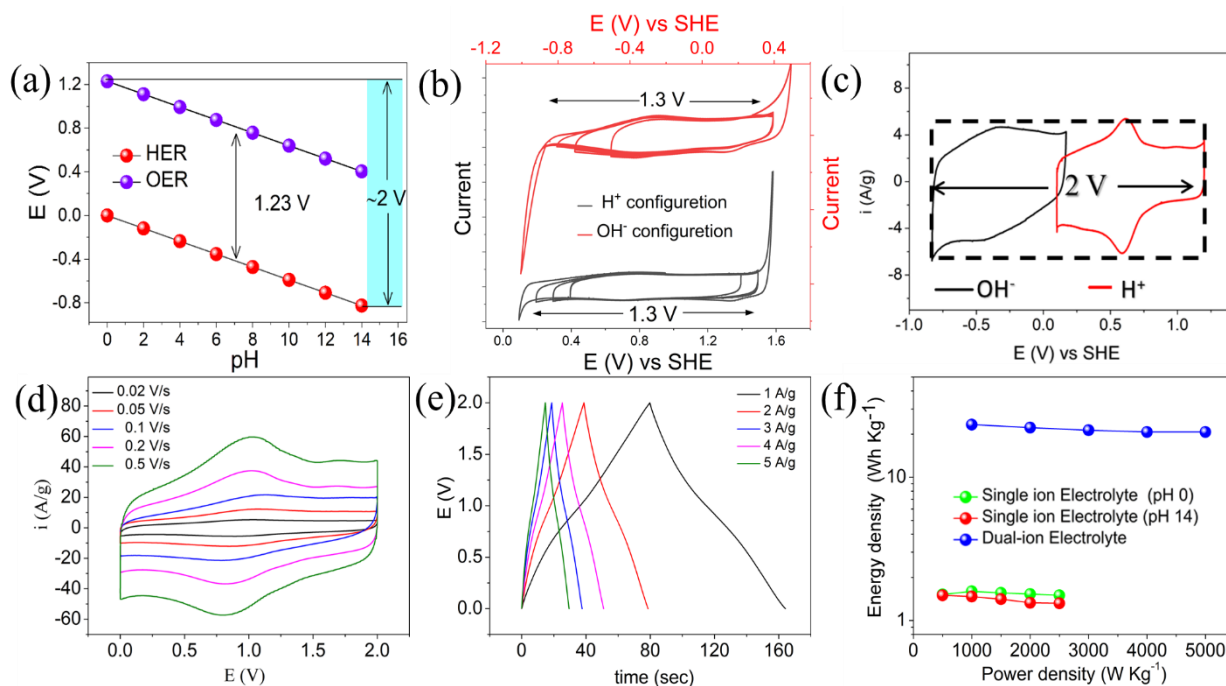 (a)
E (V)
1.2
0.8
0.4
0.0
-0.4
-0.8
HER
OER
1.23 V
~2 V
0 2 4 6 8 10 12 14 16
pH
(b)
E (V) vs SHE
-1.2 -0.8 -0.4 0.0 0.4
1.3 V
Current
Current
H+ configuretion
OH- configuretion
1.3 V
0.4 0.8 1.2 1.6
E (V) vs SHE
(c)
i (A/g)
8
4
0
-4
-8
2 V
OH-
H+
-1.0 -0.5 0.0 0.5 1.0
E (V) vs SHE
(d)
i (A/g)
80
60
40
20
0
-20
-40
-60
0.02 V/s
0.05 V/s
0.1 V/s
0.2 V/s
0.5 V/s
0.0 0.5 1.0 1.5 2.0
E (V)
(e)
E (V)
2.0
1.5
1.0
0.5
0.0
1 A/g
2 A/g
3 A/g
4 A/g
5 A/g
0 40 80 120 160
time (sec)
(f)
Energy density (Wh Kg-1)
10
1
Single ion Electrolyte (pH 0)
Single ion Electrolyte (pH 14)
Dual-ion Electrolyte
1000 2000 3000 4000 5000
Power density (W Kg-1)